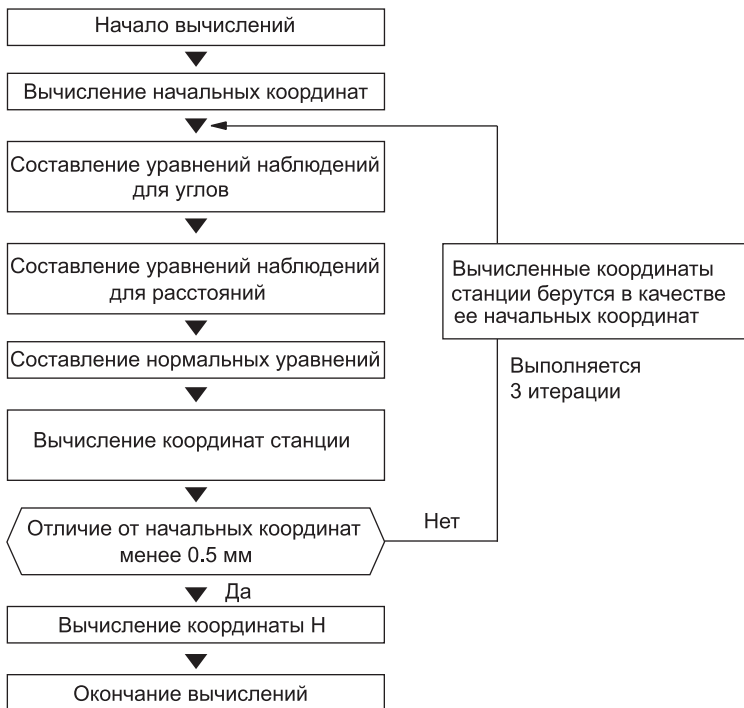 Начало вычислений
Вычисление начальных координат
Составление уравнений наблюдений
для углов
Составление уравнений наблюдений
для расстояний
Вычисленные координаты
станции берутся в качестве
ее начальных координат
Составление нормальных уравнений
Выполняется
3 итерации
Вычисление координат станции
Отличие от начальных координат
менее 0.5 мм
Нет
Да
Вычисление координаты H
Окончание вычислений